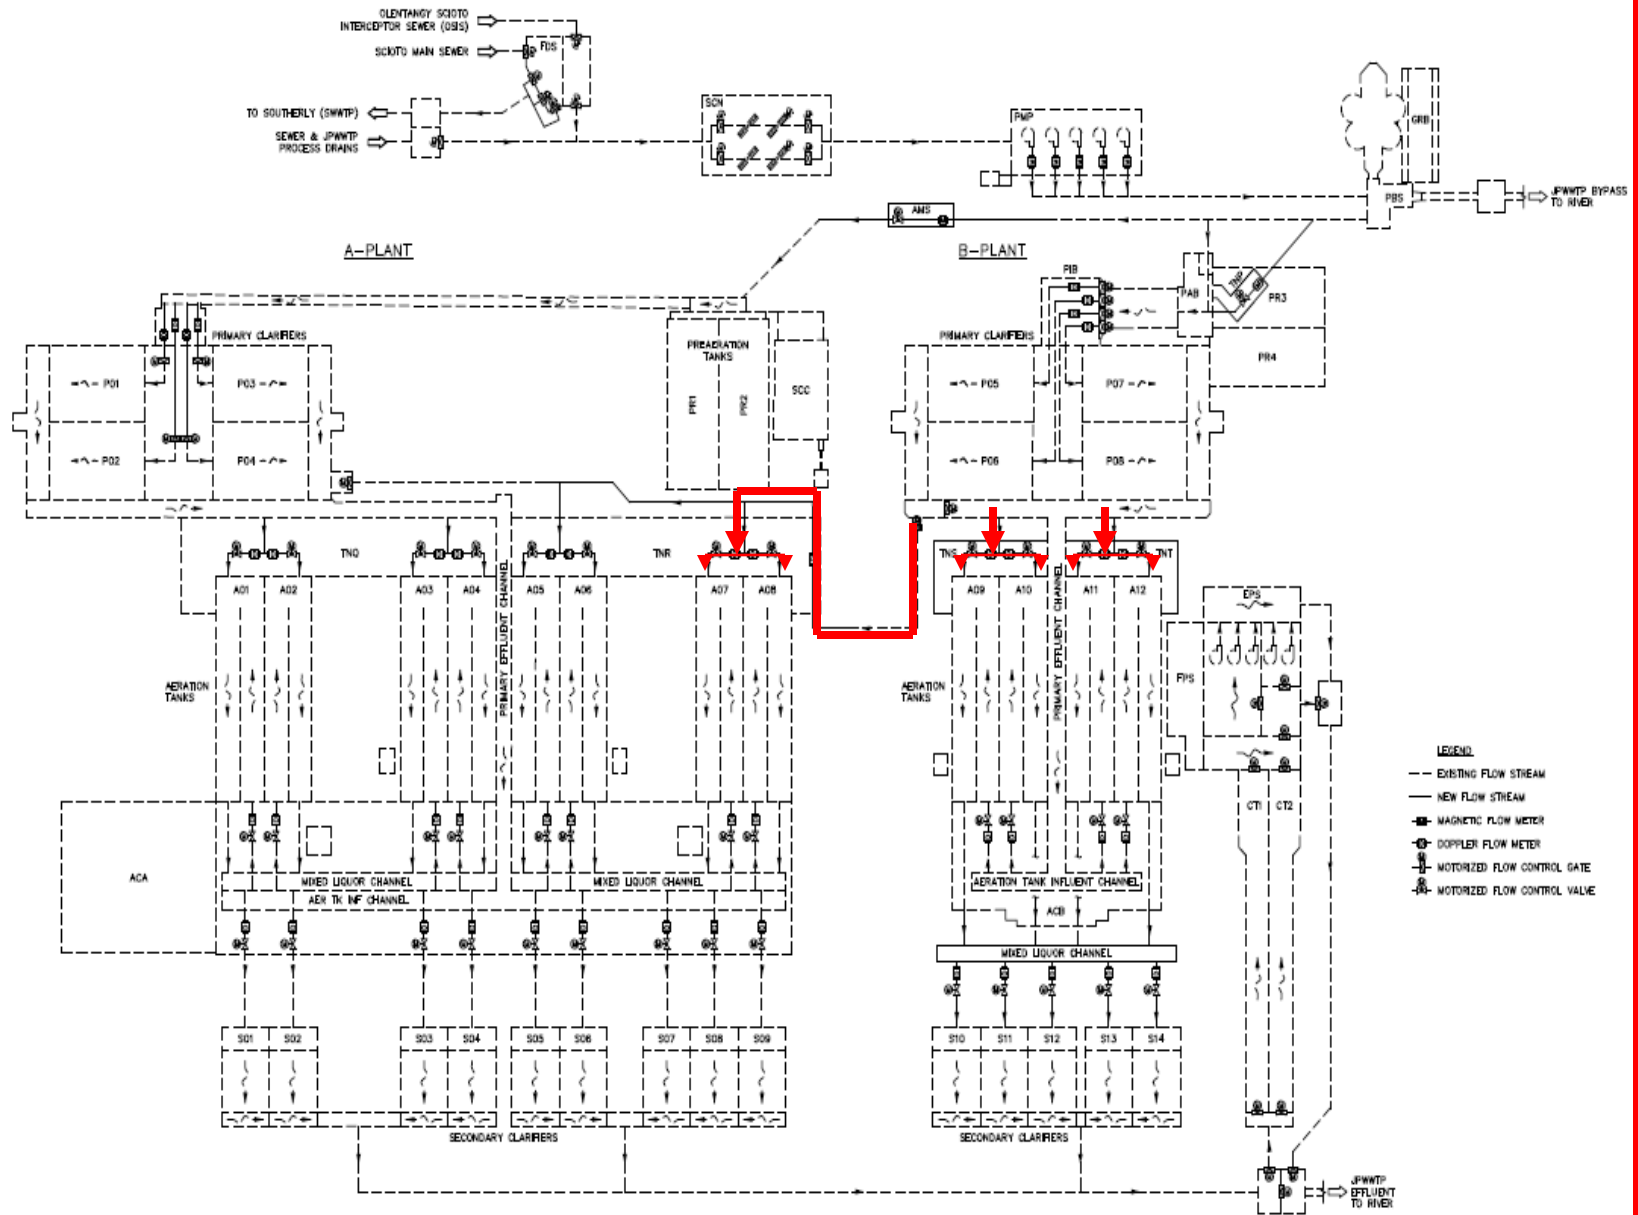 OLENTANGY SCIOTO
INTERCEPTOR SEWER (OSIS)
SCIOTO MAIN SEWER
FDS
TO SOUTHERLY (SWWTP)
SEWER & JPWWTP
PROCESS DRAINS
SCN
PMP
GRB
PBS
JPWWTP BYPASS
TO RIVER
AMS
A-PLANT
B-PLANT
PIB
PAB
TNP
PR3
PR4
PRIMARY CLARIFIERS
PRIMARY CLARIFIERS
PREAERATION
TANKS
PR1
PR2
SCC
P01
P03
P02
P04
P05
P07
P06
P08
TNQ
TNR
TNS
TNT
A01
A02
A03
A04
A05
A06
A07
A08
A09
A10
A11
A12
PRIMARY EFFLUENT CHANNEL
PRIMARY EFFLUENT CHANNEL
EPS
FPS
AERATION
TANKS
AERATION
TANKS
LEGEND
EXISTING FLOW STREAM
NEW FLOW STREAM
MAGNETIC FLOW METER
DOPPLER FLOW METER
MOTORIZED FLOW CONTROL GATE
MOTORIZED FLOW CONTROL VALVE
CT1
CT2
ACA
MIXED LIQUOR CHANNEL
MIXED LIQUOR CHANNEL
AER TK INF CHANNEL
AERATION TANK INFLUENT CHANNEL
ACB
MIXED LIQUOR CHANNEL
S01
S02
S03
S04
S05
S06
S07
S08
S09
S10
S11
S12
S13
S14
SECONDARY CLARIFIERS
SECONDARY CLARIFIERS
JPWWTP
EFFLUENT
TO RIVER